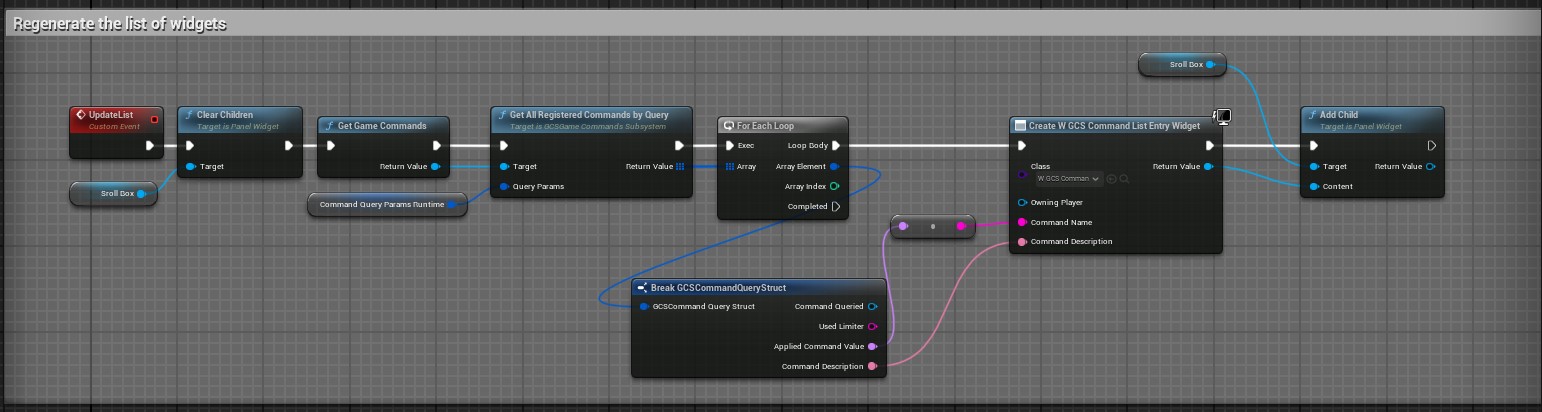 Regenerate the list of widgets
Sroll Box
UpdateList
Custom Event
Clear Children
Target is Panel Widget
Target
Sroll Box
Get Game Commands
Return Value
Command Query Params Runtime
Get All Registered Commands by Query
Target is GCSGame Commands Subsystem
Target
Return Value
Query Params
For Each Loop
Exec
Loop Body
Array
Array Element
Array Index
Completed
Break GCSCommandQueryStruct
GCSCommand Query Struct
Command Queried
Used Limiter
Applied Command Value
Command Description
Create W GCS Command List Entry Widget
Class
Return Value
W GCS Comman
Owning Player
Command Name
Command Description
Add Child
Target is Panel Widget
Target
Return Value
Content